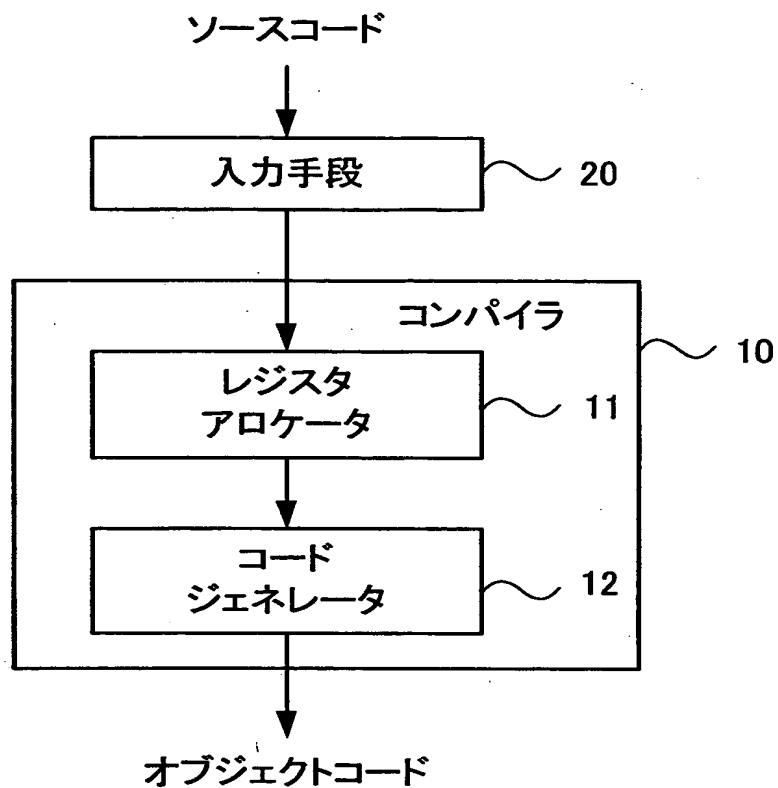 ソースコード
入力手段
20
コンパイラ
10
レジスタ
アロケータ
11
コード
ジェネレータ
12
オブジェクトコード